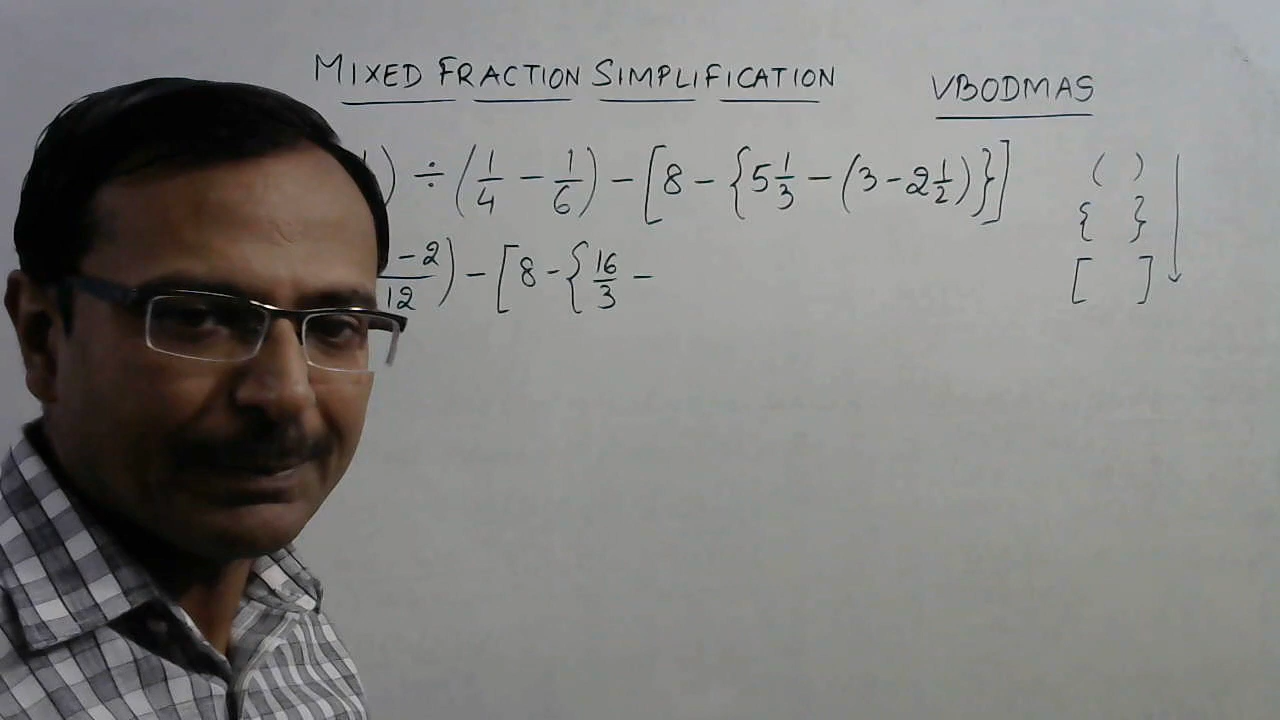 MIXED FRACTION SIMPLIFICATION
VBODMAS
) ÷ (1/4 − 1/6) − [8 − {5 1/3 − (3 − 2 1/2)}]
− 2)/12) − [8 − {16/3 −
( )
{ }
[ ]